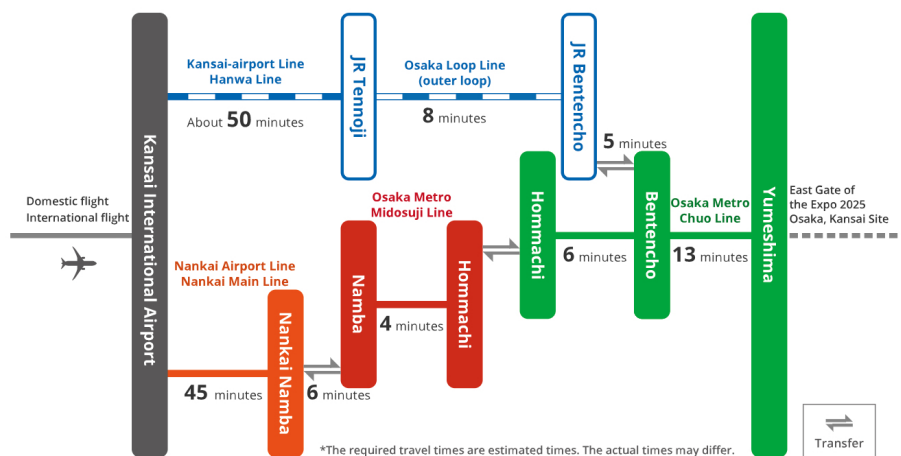 Kansai-airport Line
Hanwa Line
About 50 minutes
JR Tennoji
Osaka Loop Line
(outer loop)
8 minutes
JR Bentencho
5 minutes
Domestic flight
International flight
Kansai International Airport
Nankai Airport Line
Nankai Main Line
45 minutes
Nankai Namba
6 minutes
Namba
Osaka Metro
Midosuji Line
4 minutes
Hommachi
Hommachi
6 minutes
Bentencho
Osaka Metro
Chuo Line
13 minutes
Yumeshima
East Gate of
the Expo 2025
Osaka, Kansai Site
Transfer
*The required travel times are estimated times. The actual times may differ.